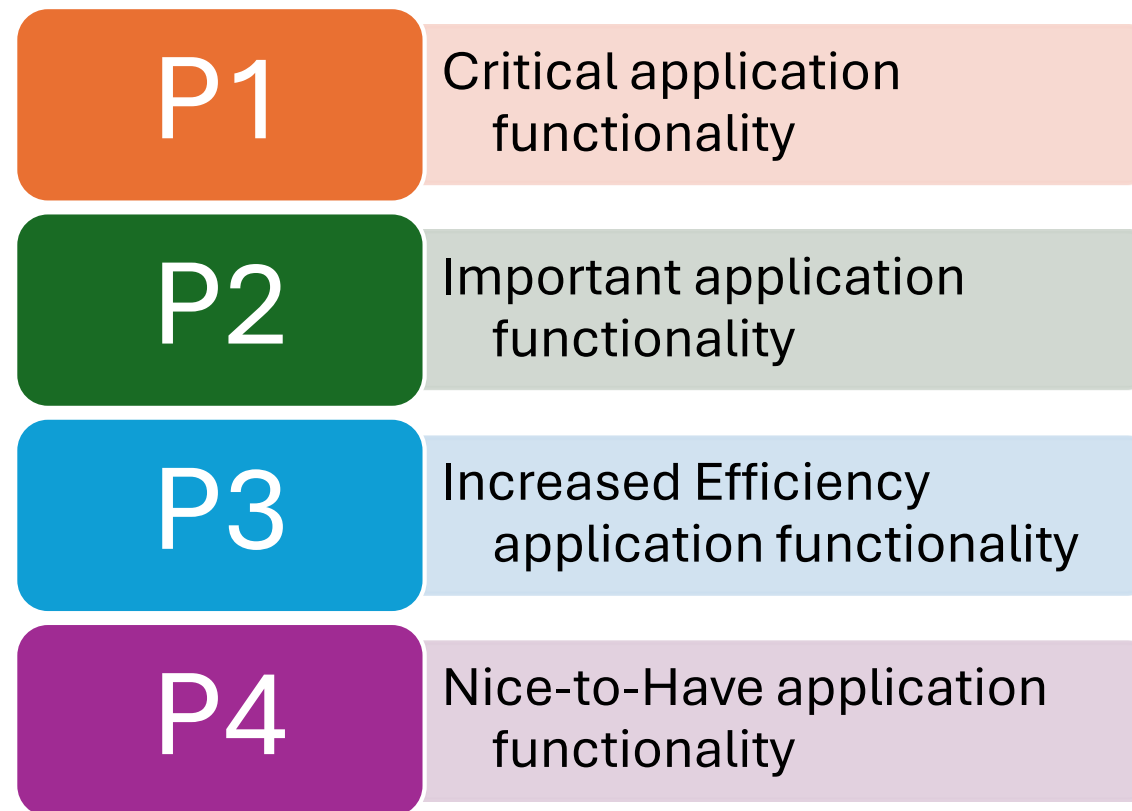 P1
Critical application
functionality
P2
Important application
functionality
P3
Increased Efficiency
application functionality
P4
Nice-to-Have application
functionality